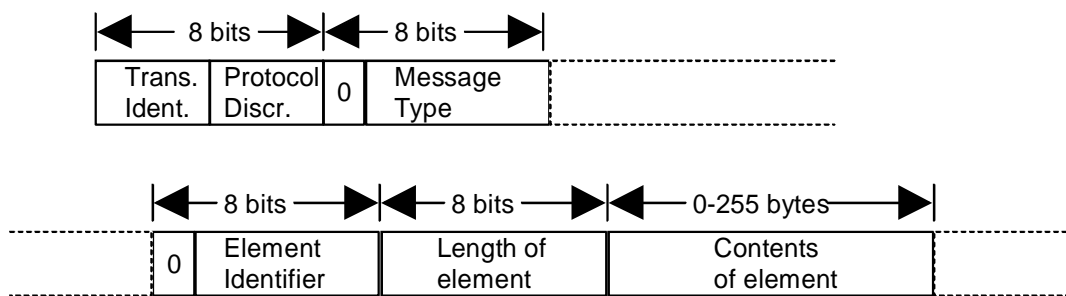 8 bits 8 bits
Trans. Protocol 0 Message
Ident. Discr. Type
8 bits 8 bits 0-255 bytes
0 Element Length of Contents
Identifier element of element